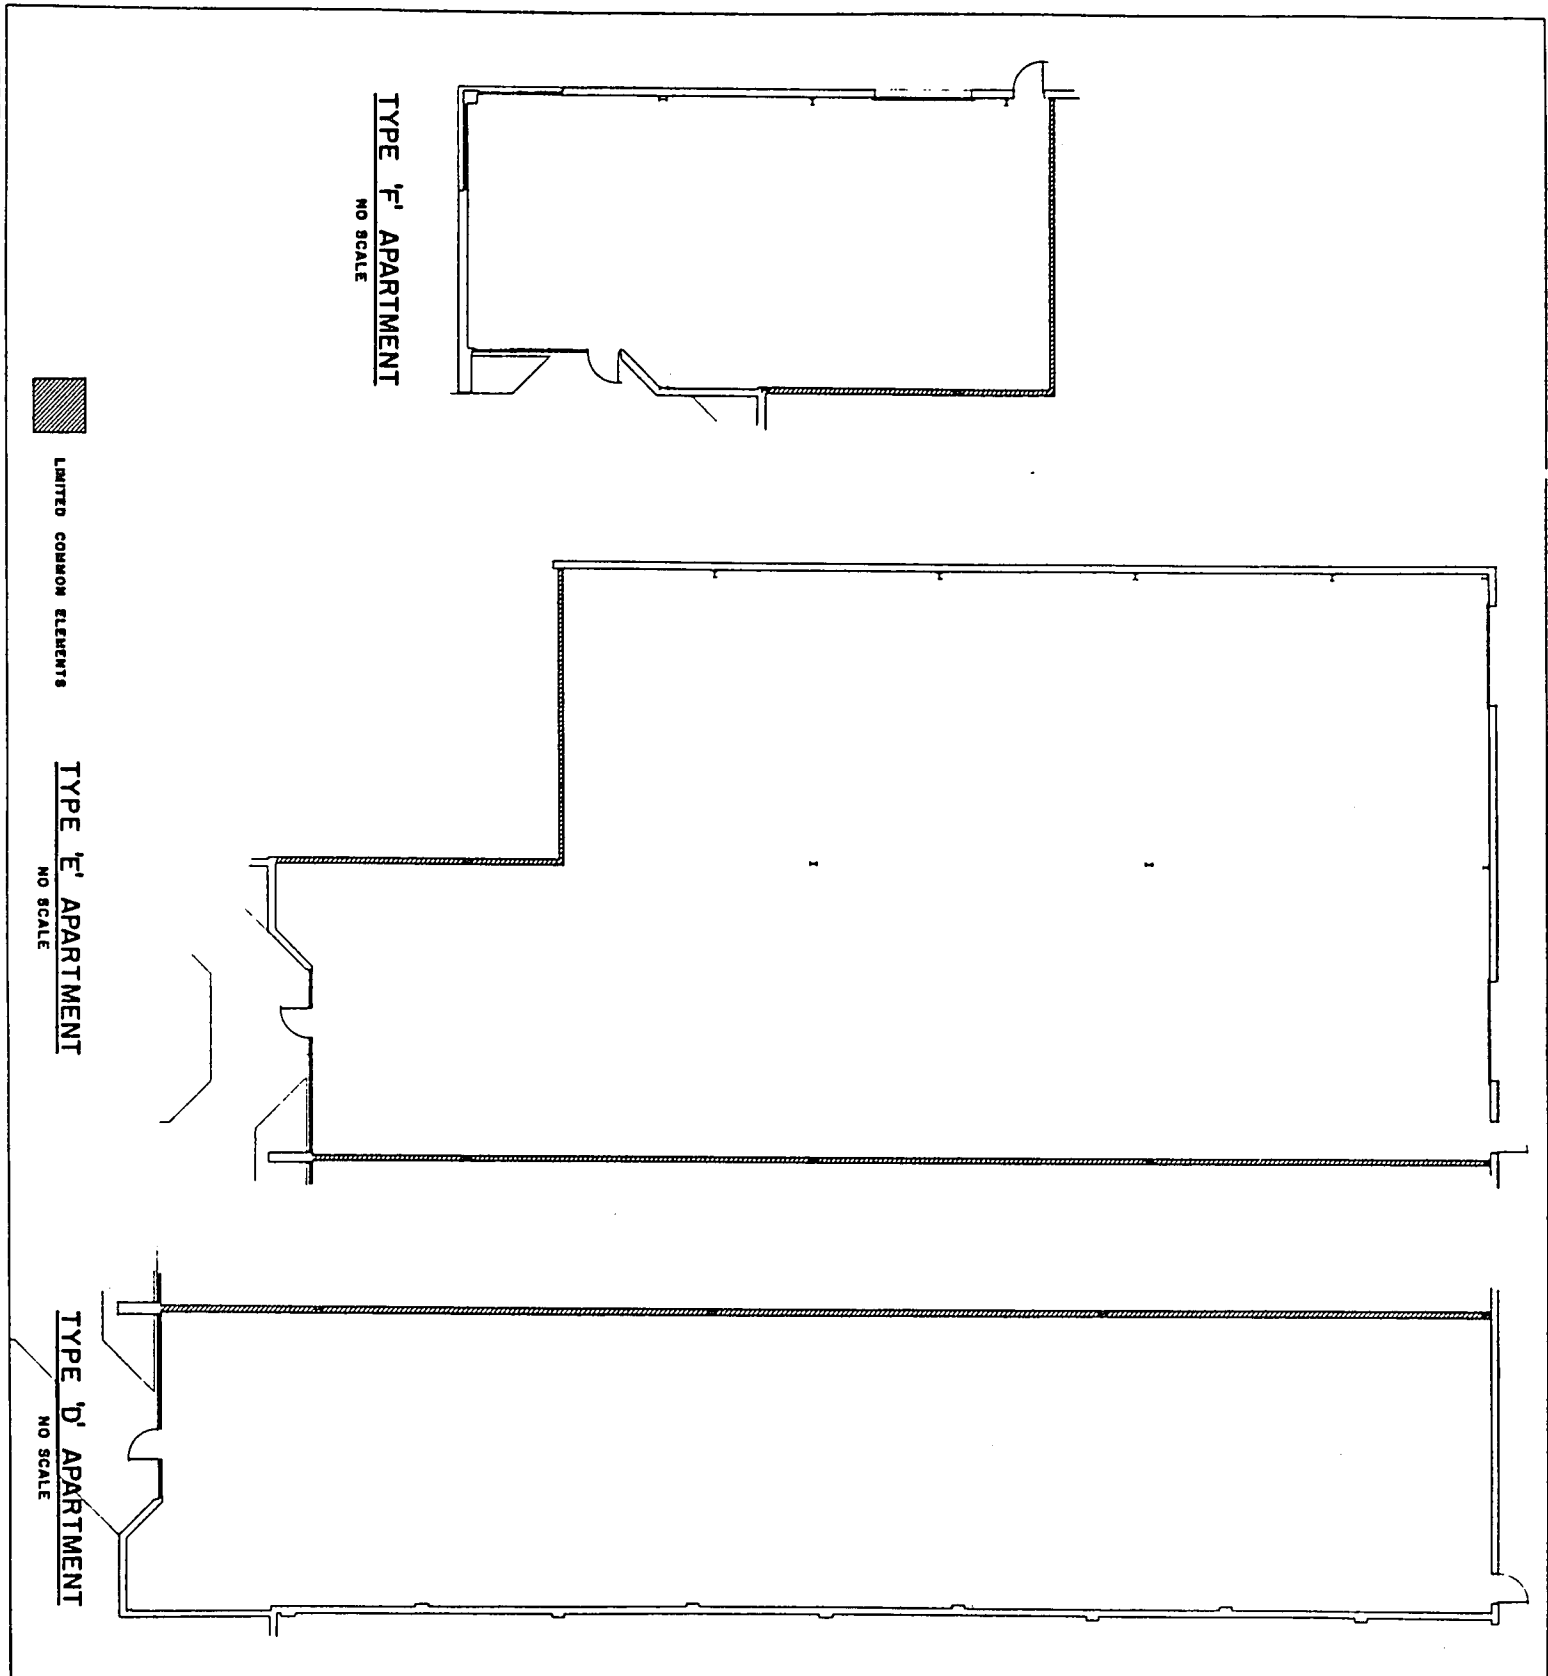 TYPE 'F' APARTMENT
NO SCALE
LIMITED COMMON ELEMENTS
TYPE 'E' APARTMENT
NO SCALE
TYPE 'D' APARTMENT
NO SCALE